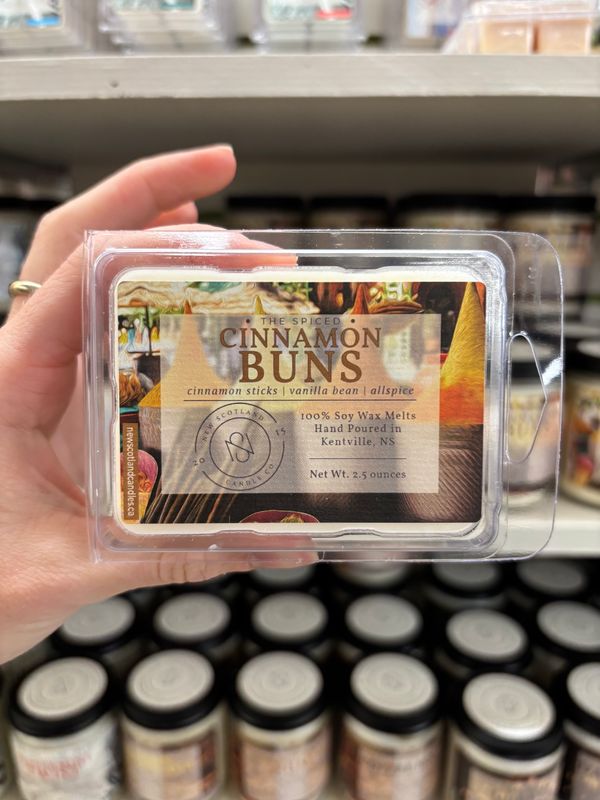 • THE SPICED •
CINNAMON
BUNS
cinnamon sticks | vanilla bean | allspice
NEW SCOTLAND
CANDLE CO.
NO
15
100% Soy Wax Melts
Hand Poured in
Kentville, NS
Net Wt. 2.5 ounces
newscotlandcandles.ca